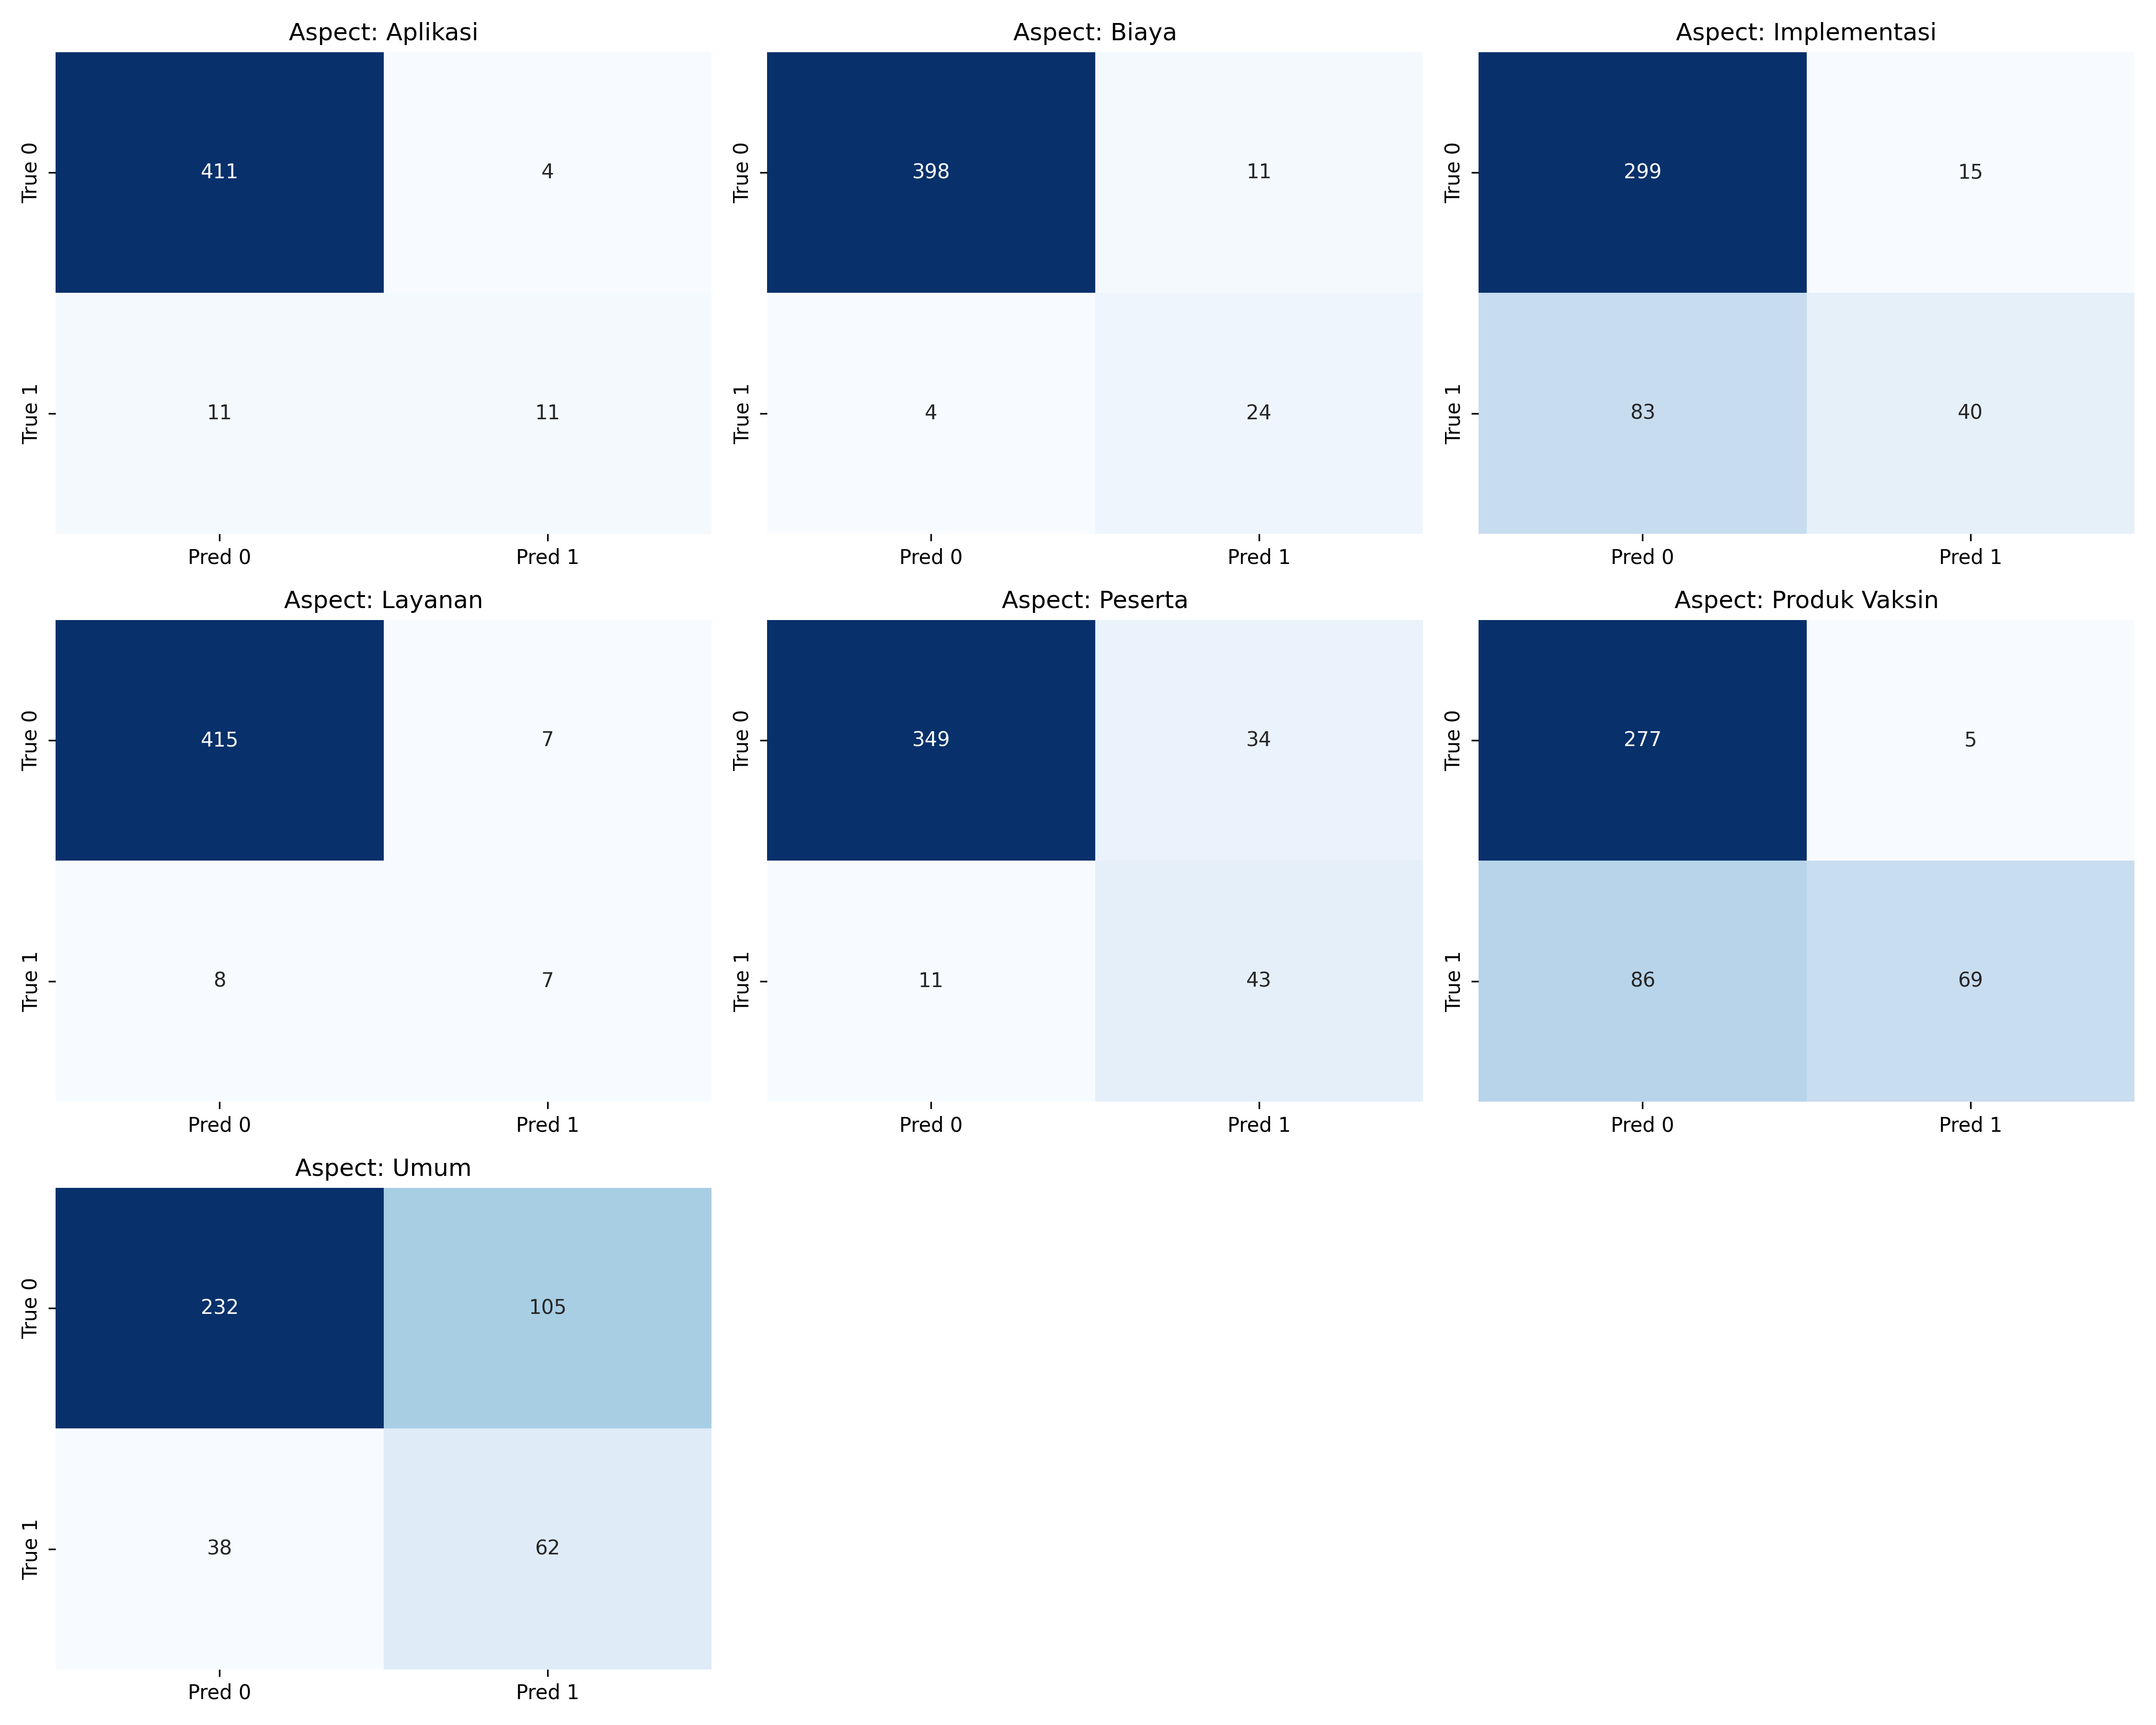 Aspect: Aplikasi
True 0
411
4
True 1
11
11
Pred 0
Pred 1
Aspect: Biaya
True 0
398
11
True 1
4
24
Pred 0
Pred 1
Aspect: Implementasi
True 0
299
15
True 1
83
40
Pred 0
Pred 1
Aspect: Layanan
True 0
415
7
True 1
8
7
Pred 0
Pred 1
Aspect: Peserta
True 0
349
34
True 1
11
43
Pred 0
Pred 1
Aspect: Produk Vaksin
True 0
277
5
True 1
86
69
Pred 0
Pred 1
Aspect: Umum
True 0
232
105
True 1
38
62
Pred 0
Pred 1